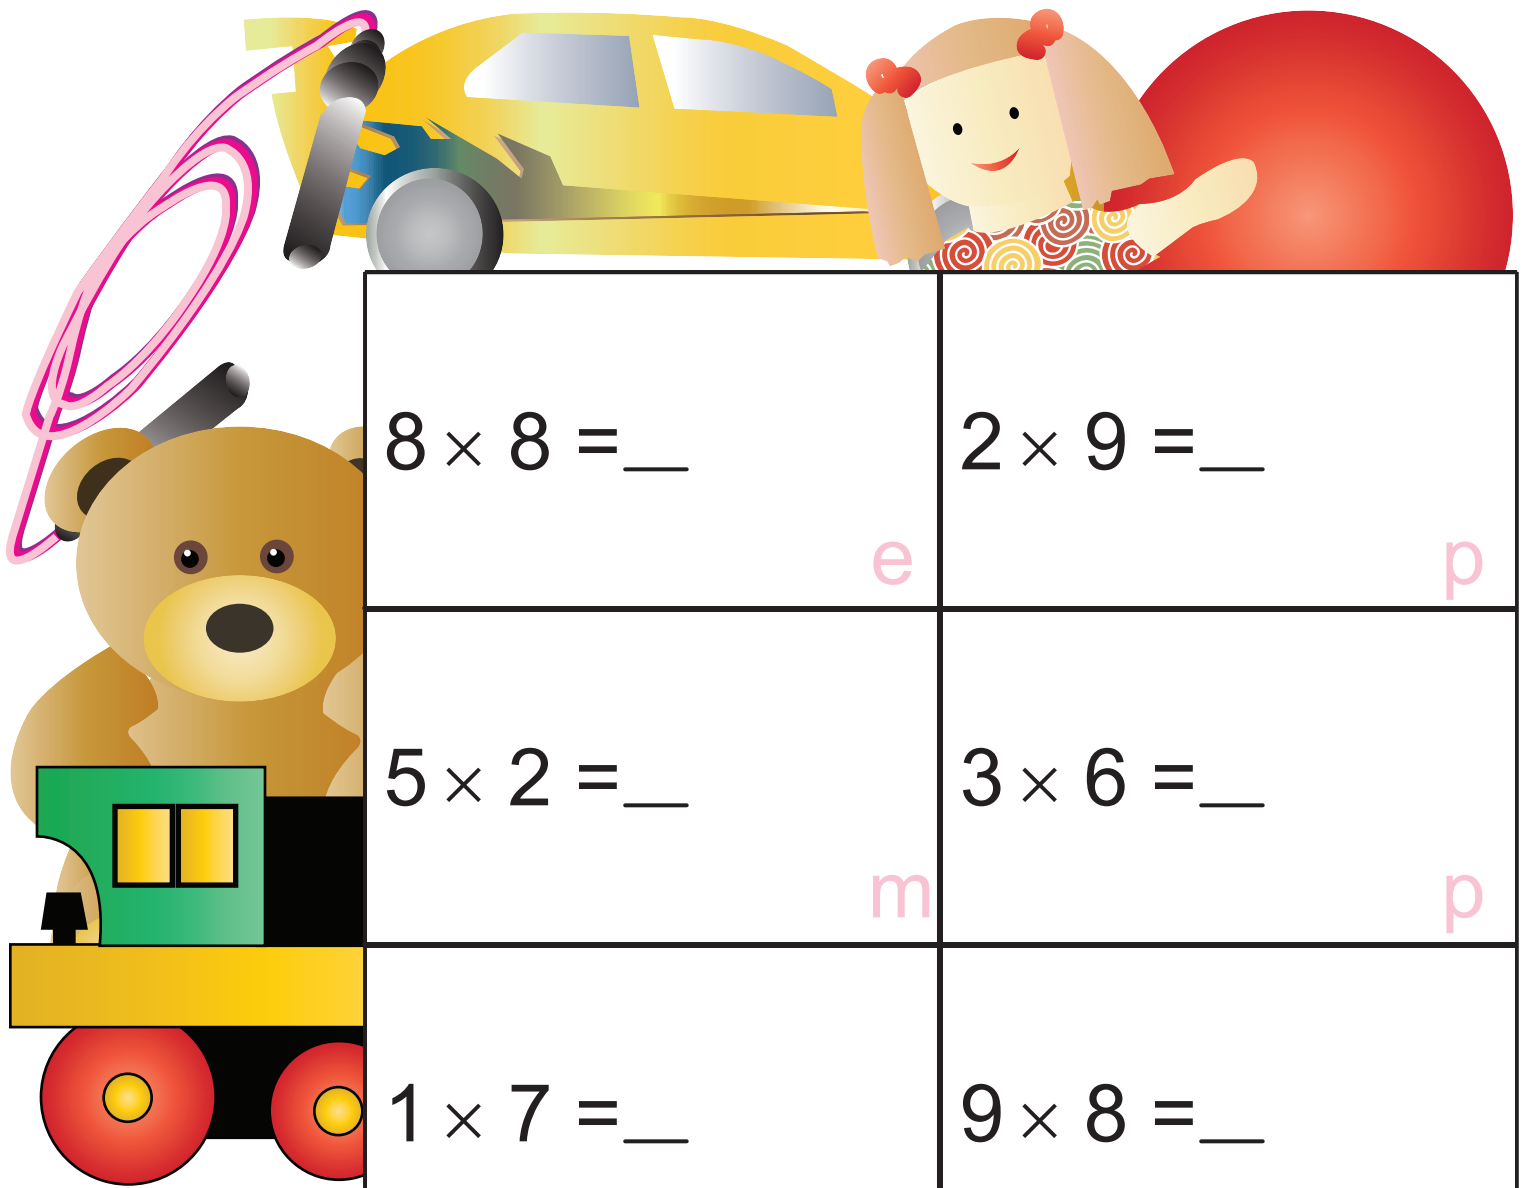 8 × 8 =__
e
2 × 9 =__
p
5 × 2 =__
m
3 × 6 =__
p
1 × 7 =__
9 × 8 =__